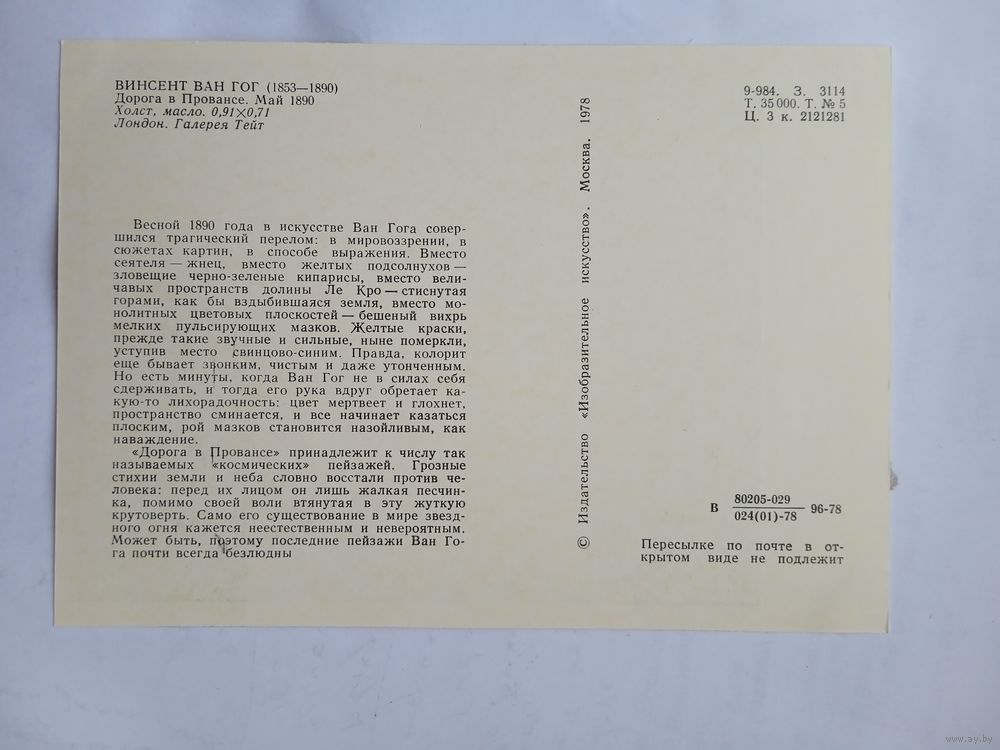 ВИНСЕНТ ВАН ГОГ (1853—1890)
Дорога в Провансе. Май 1890
Холст, масло. 0,91×0,71
Лондон. Галерея Тейт
Весной 1890 года в искусстве Ван Гога совер-
шился трагический перелом: в мировоззрении, в
сюжетах картин, в способе выражения. Вместо
сеятеля — жнец, вместо желтых подсолнухов —
зловещие черно-зеленые кипарисы, вместо вели-
чавых пространств долины Ле Кро — стиснутая
горами, как бы вздыбившаяся земля, вместо мо-
нолитных цветовых плоскостей — бешеный вихрь
мелких пульсирующих мазков. Желтые краски,
прежде такие звучные и сильные, ныне померкли,
уступив место свинцово-синим. Правда, колорит
еще бывает звонким, чистым и даже утонченным.
Но есть минуты, когда Ван Гог не в силах себя
сдерживать, и тогда его рука вдруг обретает ка-
кую-то лихорадочность: цвет мертвеет и глохнет,
пространство сминается, и все начинает казаться
плоским, рой мазков становится назойливым, как
наваждение.
«Дорога в Провансе» принадлежит к числу так
называемых «космических» пейзажей. Грозные
стихии земли и неба словно восстали против че-
ловека: перед их лицом он лишь жалкая песчин-
ка, помимо своей воли втянутая в эту жуткую
круговерть. Само его существование в мире звезд-
ного огня кажется неестественным и невероятным.
Может быть, поэтому последние пейзажи Ван Го-
га почти всегда безлюдны
© Издательство «Изобразительное искусство». Москва. 1978
9-984. З. 3114
Т. 35 000. Т. № 5
Ц. 3 к. 2121281
В 80205-029
024(01)-78 96-78
Пересылке по почте в от-
крытом виде не подлежит
www.ay.by